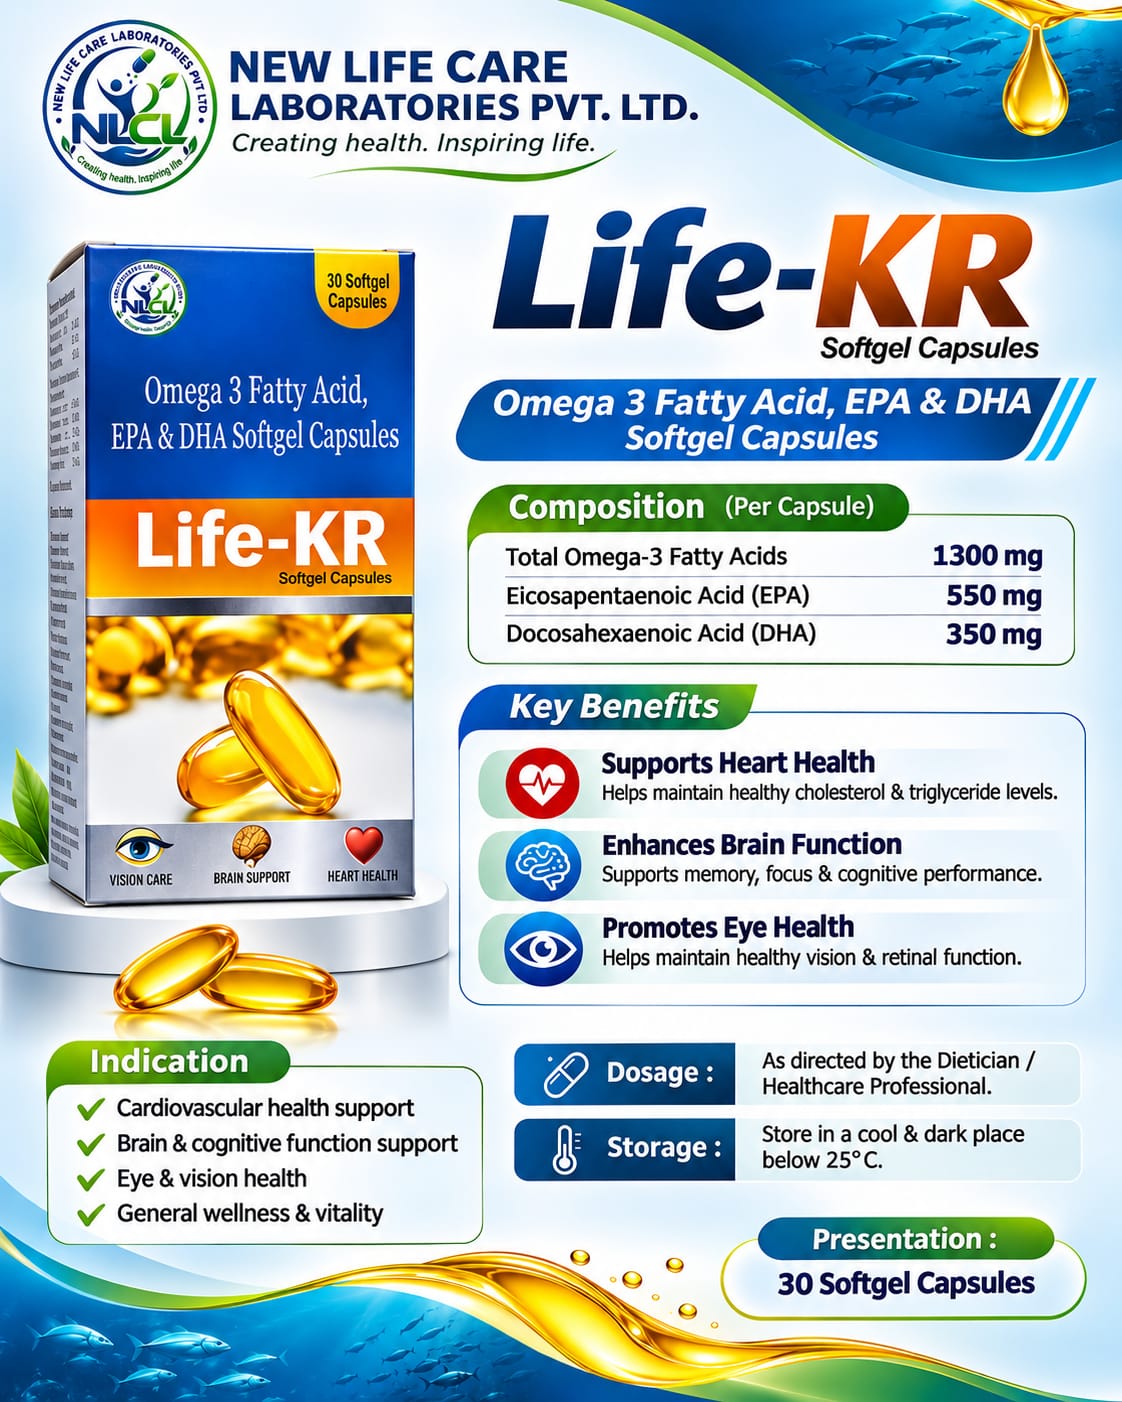 NEW LIFE CARE LABORATORIES PVT LTD
NLCL
Creating health. Inspiring life
NEW LIFE CARE
LABORATORIES PVT. LTD.
Creating health. Inspiring life.
Life-KR
Softgel Capsules
Omega 3 Fatty Acid, EPA & DHA
Softgel Capsules
NLCL
30 Softgel
Capsules
Omega 3 Fatty Acid,
EPA & DHA Softgel Capsules
Life-KR
Softgel Capsules
VISION CARE
BRAIN SUPPORT
HEART HEALTH
Composition (Per Capsule)
Total Omega-3 Fatty Acids 1300 mg
Eicosapentaenoic Acid (EPA) 550 mg
Docosahexaenoic Acid (DHA) 350 mg
Key Benefits
Supports Heart Health
Helps maintain healthy cholesterol & triglyceride levels.
Enhances Brain Function
Supports memory, focus & cognitive performance.
Promotes Eye Health
Helps maintain healthy vision & retinal function.
Indication
Cardiovascular health support
Brain & cognitive function support
Eye & vision health
General wellness & vitality
Dosage :
As directed by the Dietician /
Healthcare Professional.
Storage :
Store in a cool & dark place
below 25°C.
Presentation :
30 Softgel Capsules